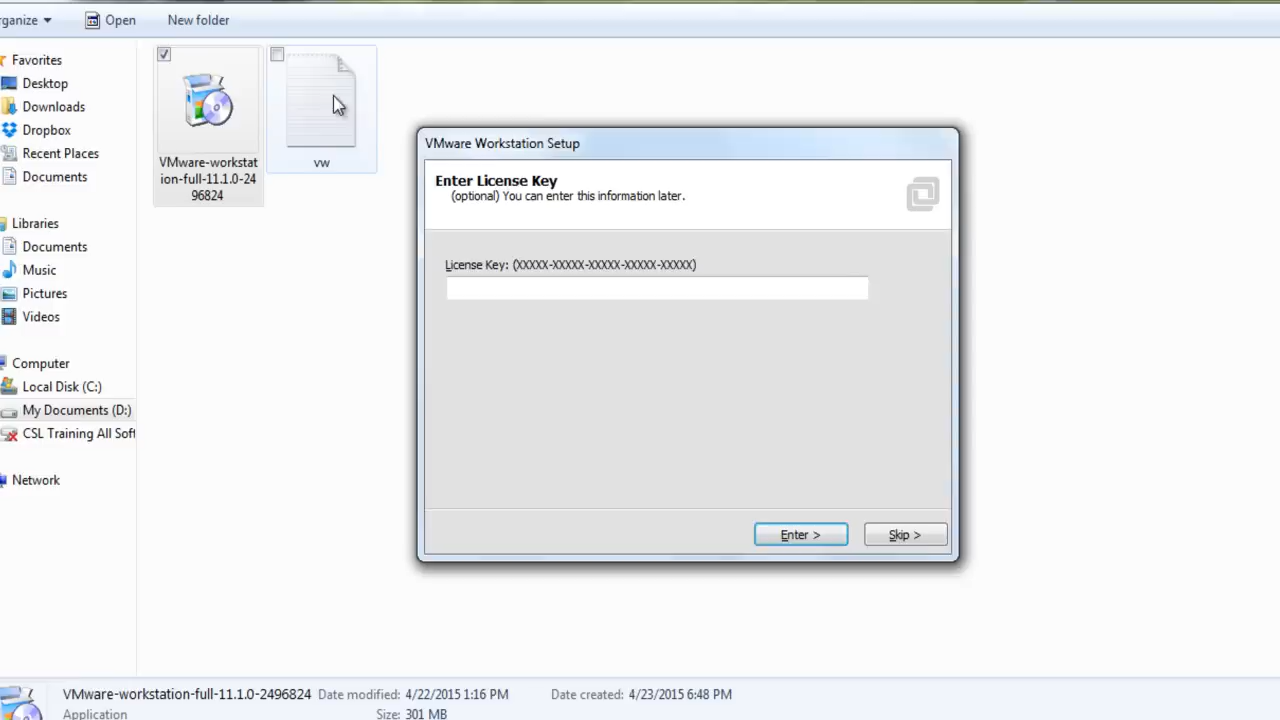 rganize
Open
New folder
Favorites
Desktop
Downloads
Dropbox
Recent Places
Documents
Libraries
Documents
Music
Pictures
Videos
Computer
Local Disk (C:)
My Documents (D:)
CSL Training All Soft
Network
VMware-workstat
ion-full-11.1.0-24
96824
vw
VMware Workstation Setup
Enter License Key
(optional) You can enter this information later.
License Key: (XXXXX-XXXXX-XXXXX-XXXXX-XXXXX)
Enter >
Skip >
VMware-workstation-full-11.1.0-2496824 Date modified: 4/22/2015 1:16 PM Date created: 4/23/2015 6:48 PM
Application Size: 301 MB